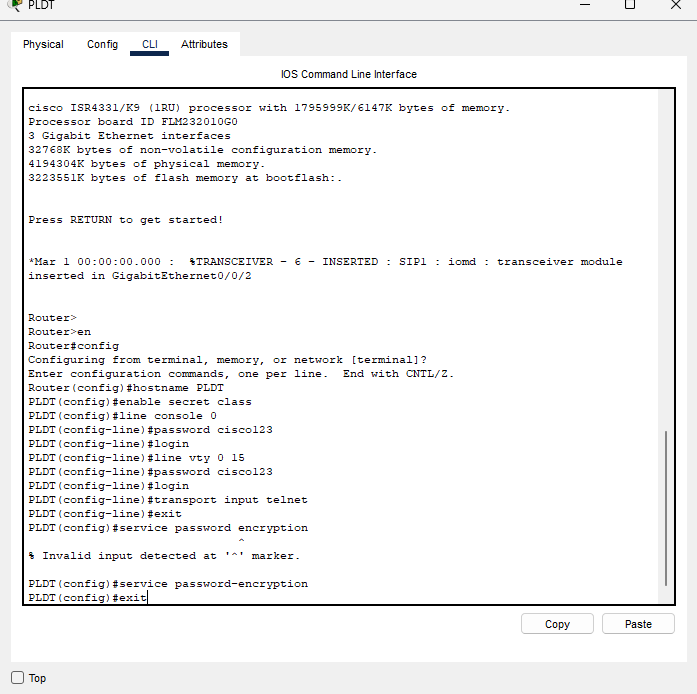 PLDT
Physical Config CLI Attributes
IOS Command Line Interface
cisco ISR4331/K9 (1RU) processor with 1795999K/6147K bytes of memory.
Processor board ID FLM232010G0
3 Gigabit Ethernet interfaces
32768K bytes of non-volatile configuration memory.
4194304K bytes of physical memory.
3223551K bytes of flash memory at bootflash:.
Press RETURN to get started!
*Mar 1 00:00:00.000 :  %TRANSCEIVER - 6 - INSERTED : SIP1 : iomd : transceiver module
inserted in GigabitEthernet0/0/2
Router>
Router>en
Router#config
Configuring from terminal, memory, or network [terminal]?
Enter configuration commands, one per line.  End with CNTL/Z.
Router(config)#hostname PLDT
PLDT(config)#enable secret class
PLDT(config)#line console 0
PLDT(config-line)#password cisco123
PLDT(config-line)#login
PLDT(config-line)#line vty 0 15
PLDT(config-line)#password cisco123
PLDT(config-line)#login
PLDT(config-line)#transport input telnet
PLDT(config-line)#exit
PLDT(config)#service password encryption
^
% Invalid input detected at '^' marker.
PLDT(config)#service password-encryption
PLDT(config)#exit
Copy Paste
Top